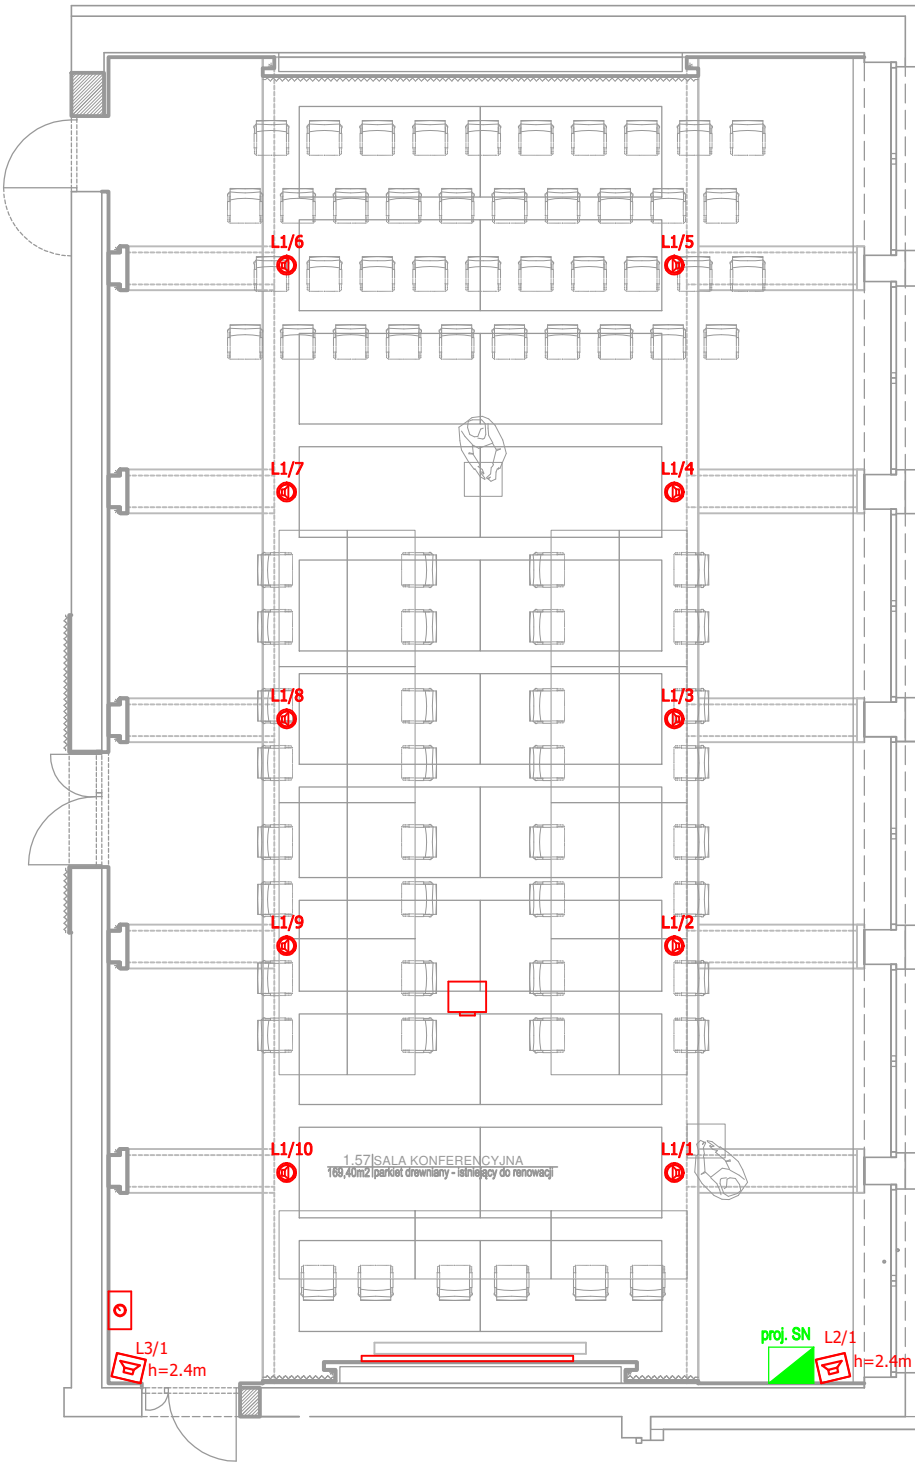 L1/6
L1/5
L1/7
L1/4
L1/8
L1/3
L1/9
L1/2
L1/10
L1/1
1.57|SALA KONFERENCYJNA
169,40m2|parkiet drewniany - istniejący do renowacji
proj. SN
L2/1
h=2.4m
L3/1
h=2.4m